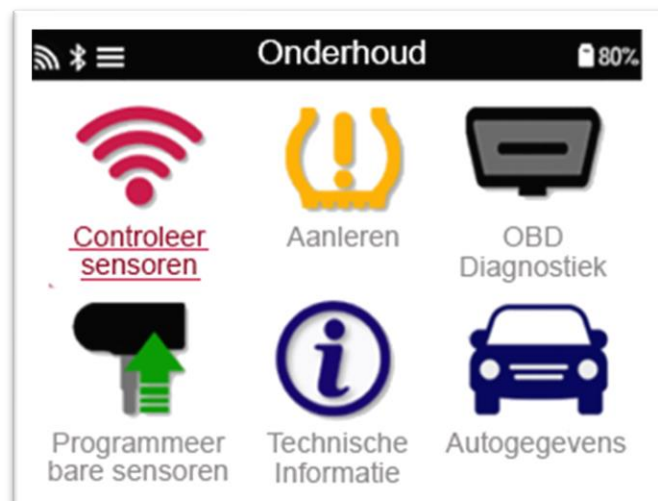 Onderhoud
80%
Controleer
sensoren
Aanleren
OBD
Diagnostiek
Programmeer
bare sensoren
Technische
Informatie
Autogegevens